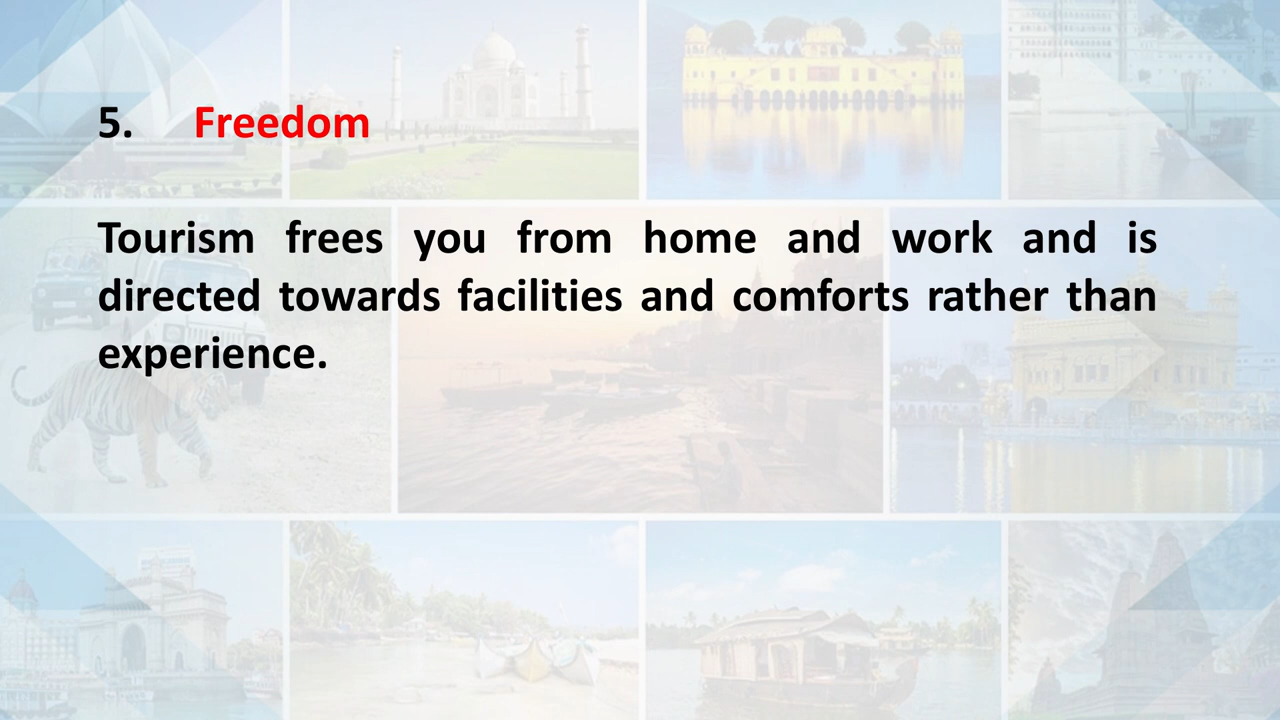 5. Freedom
Tourism frees you from home and work and is
directed towards facilities and comforts rather than
experience.